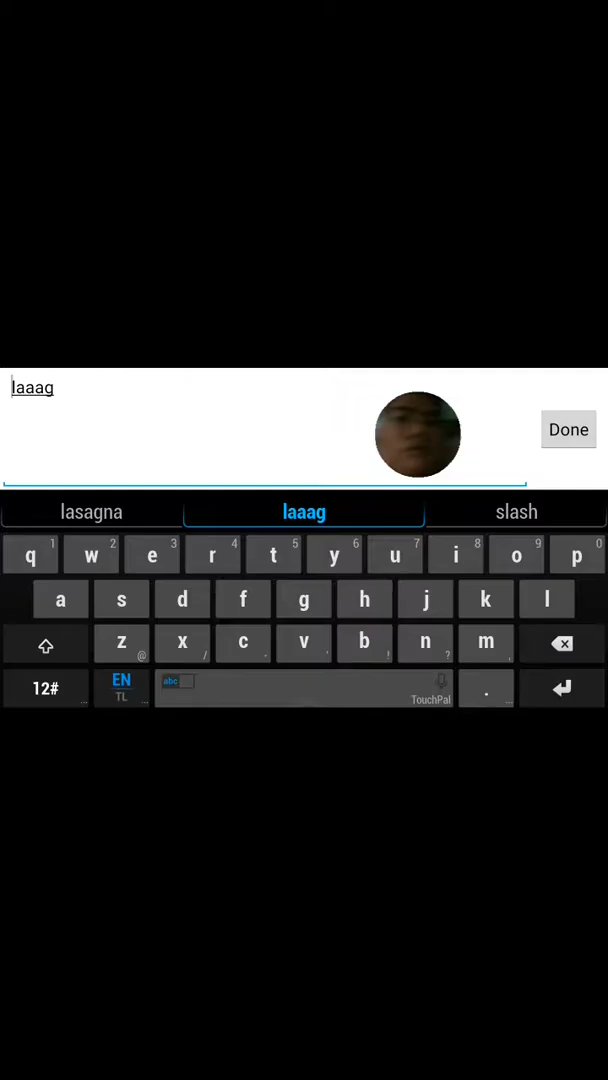 laaag
Done
lasagna laaag slash
q 1 w 2 e 3 r 4 t 5 y 6 u 7 i 8 o 9 p 0
a s d f g h j k l
z @ x / c - v ' b ! n ? m ,
12# ... EN TL ... abc TouchPal . ...